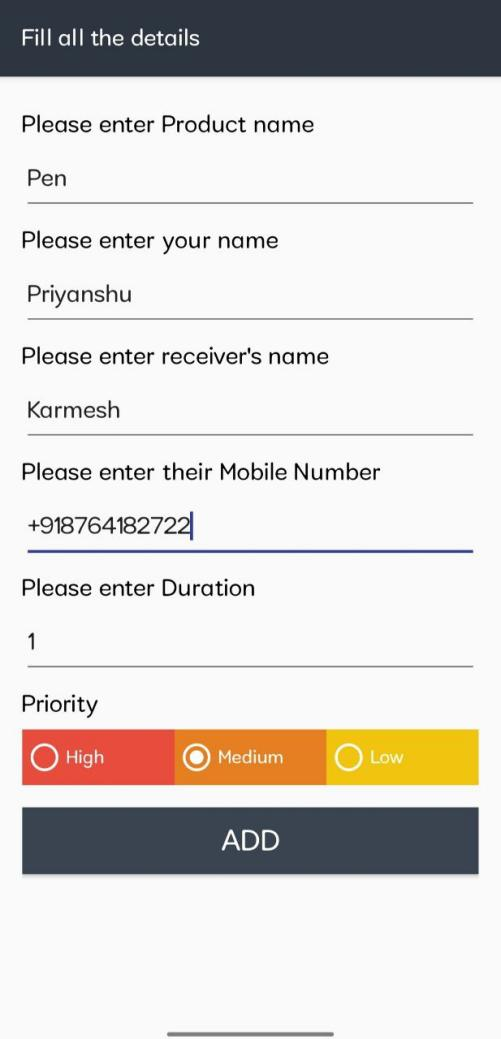 Fill all the details
Please enter Product name
Pen
Please enter your name
Priyanshu
Please enter receiver's name
Karmesh
Please enter their Mobile Number
+918764182722
Please enter Duration
1
Priority
High Medium Low
ADD